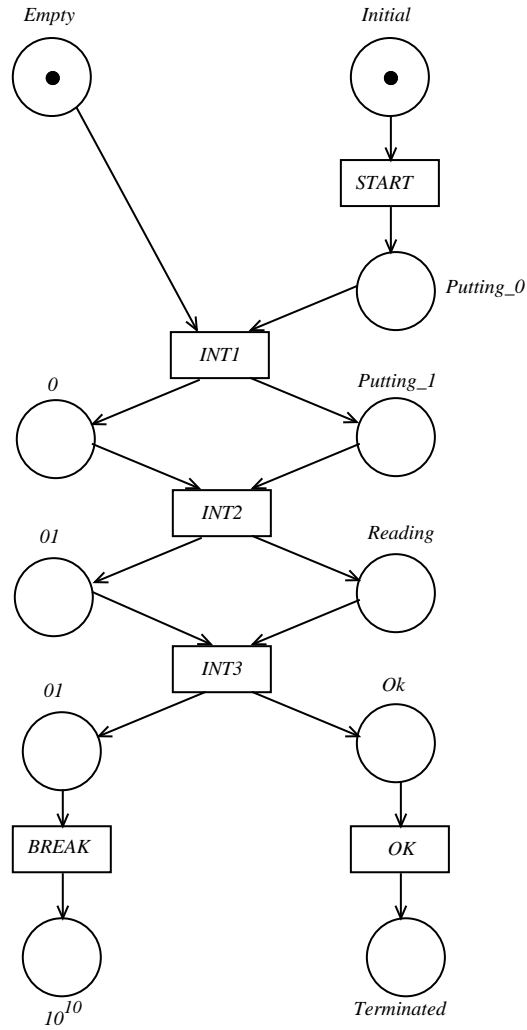 Empty
Initial
START
Putting_0
INT1
0
Putting_1
INT2
01
Reading
INT3
01
Ok
BREAK
OK
10^10
Terminated